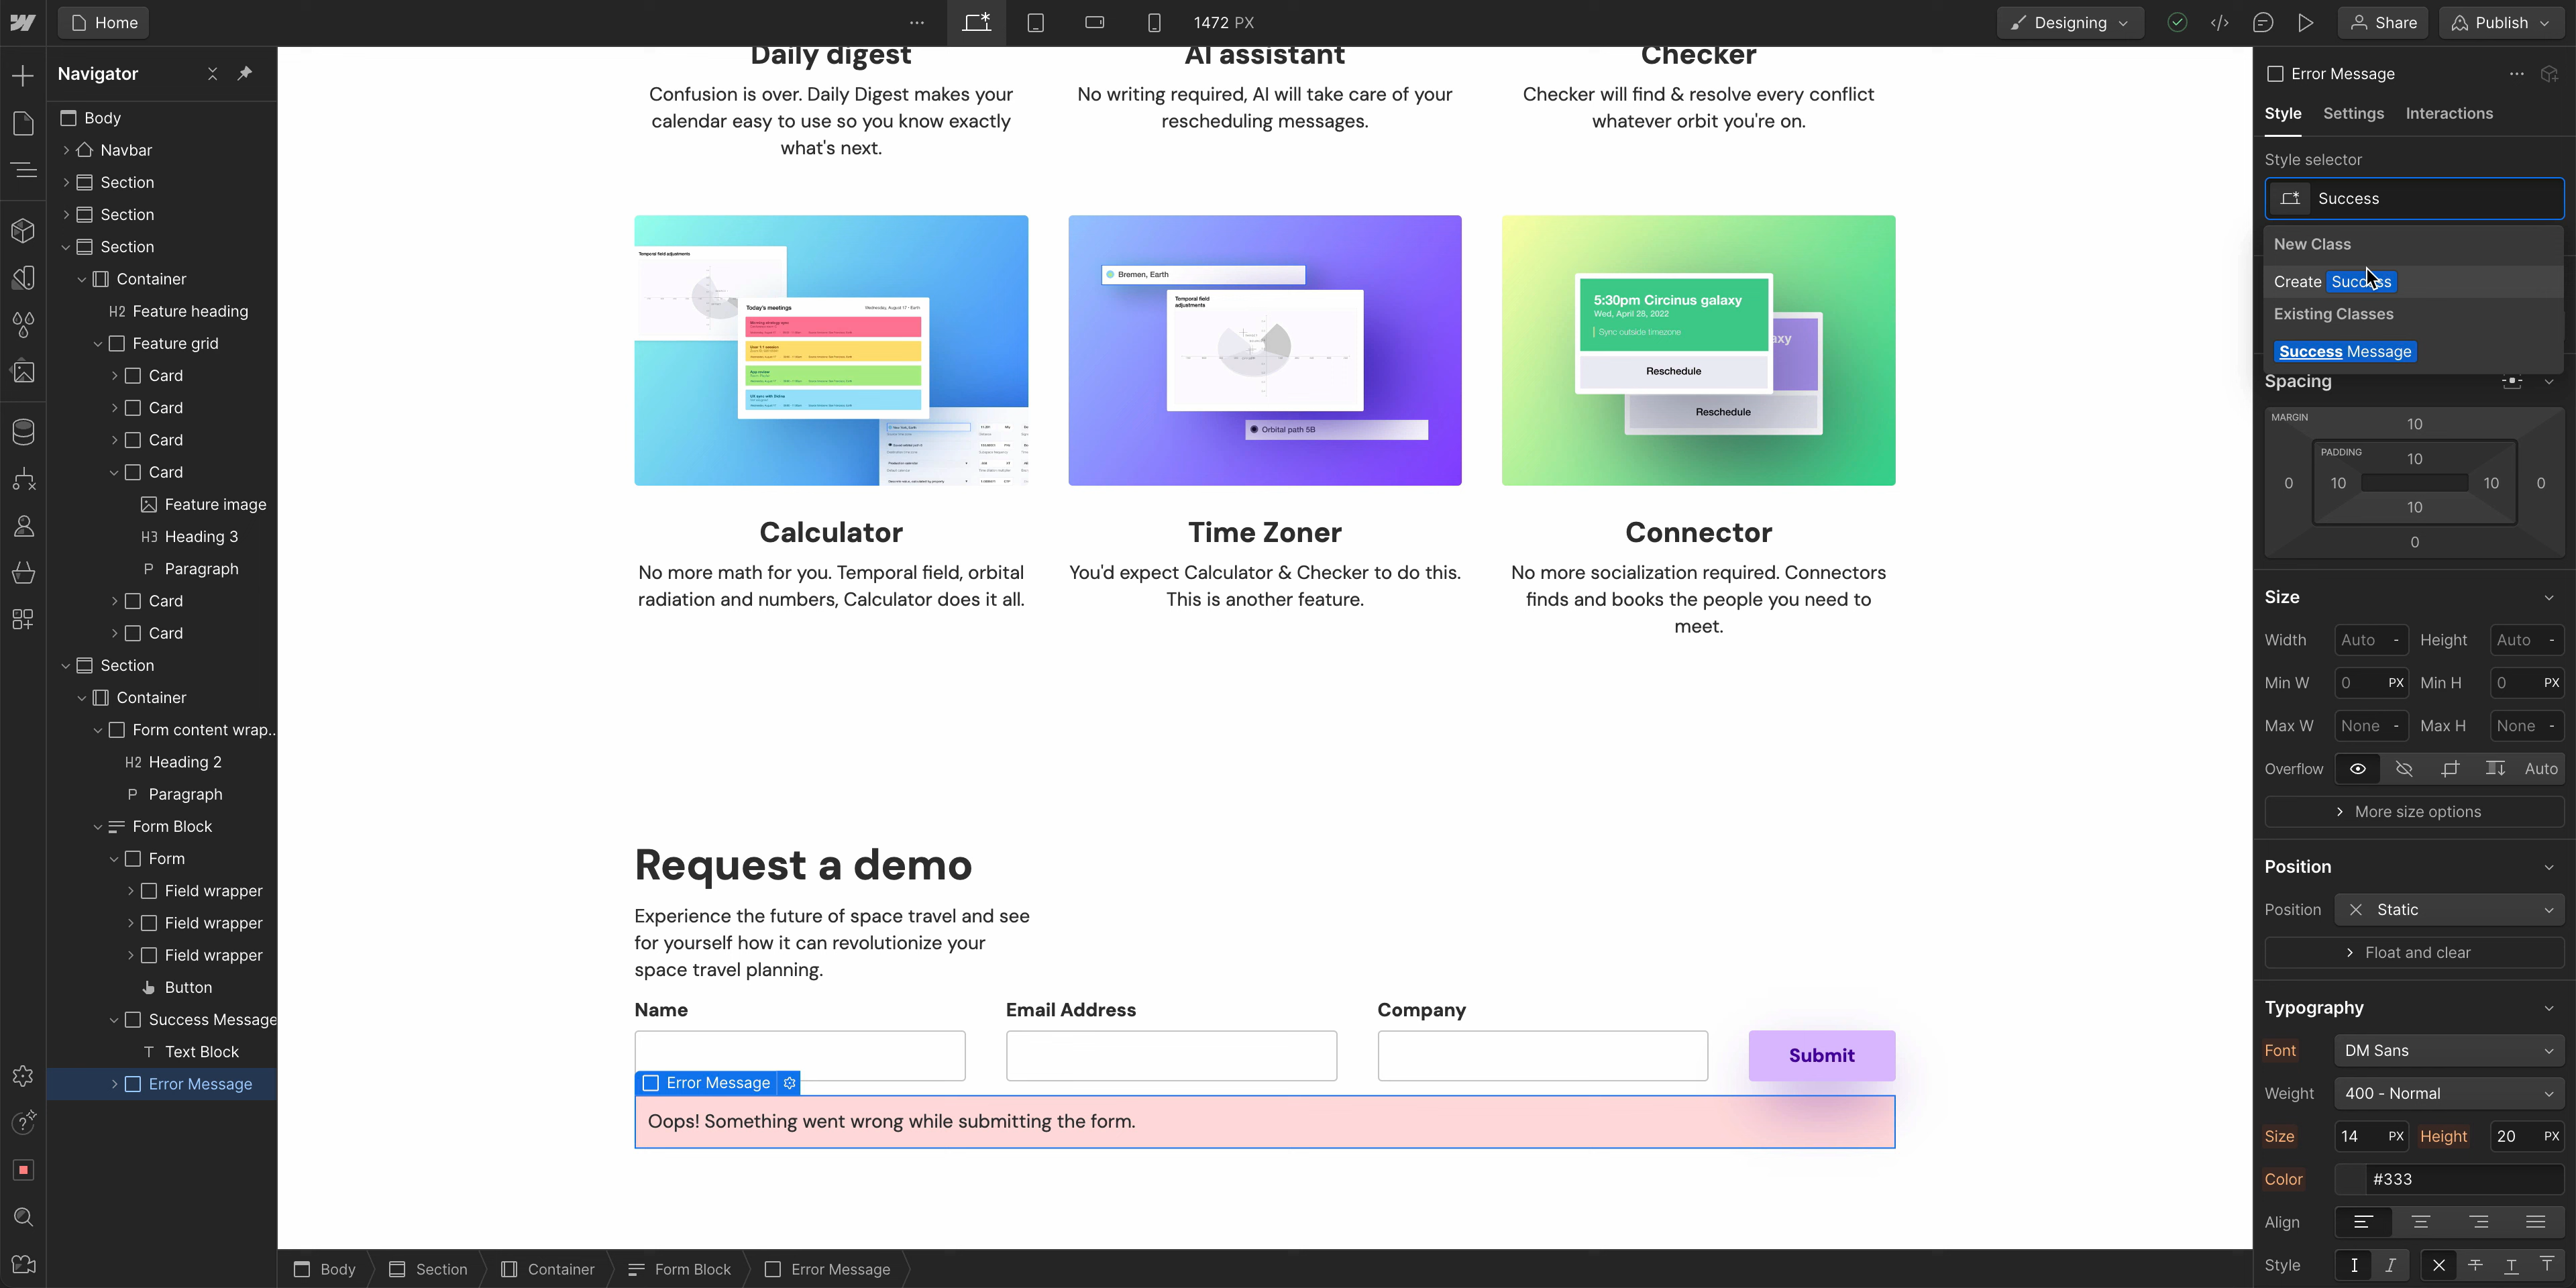 Home
1472 PX
Designing
Share
Publish
Navigator
Body
Navbar
Section
Section
Section
Container
H2 Feature heading
Feature grid
Card
Card
Card
Card
Feature image
H3 Heading 3
P Paragraph
Card
Card
Section
Container
Form content wrap..
H2 Heading 2
P Paragraph
Form Block
Form
Field wrapper
Field wrapper
Field wrapper
Button
Success Message
T Text Block
Error Message
Daily digest
Confusion is over. Daily Digest makes your
calendar easy to use so you know exactly
what's next.
AI assistant
No writing required, AI will take care of your
rescheduling messages.
Checker
Checker will find & resolve every conflict
whatever orbit you're on.
Temporal field adjustments
Today's meetings
Wednesday, August 17 - Earth
Bremen, Earth
Temporal field
adjustments
Orbital path 5B
5:30pm Circinus galaxy
Wed, April 28, 2022
Sync outside timezone
Reschedule
Reschedule
Calculator
No more math for you. Temporal field, orbital
radiation and numbers, Calculator does it all.
Time Zoner
You'd expect Calculator & Checker to do this.
This is another feature.
Connector
No more socialization required. Connectors
finds and books the people you need to
meet.
Request a demo
Experience the future of space travel and see
for yourself how it can revolutionize your
space travel planning.
Name
Email Address
Company
Submit
Error Message
Oops! Something went wrong while submitting the form.
Body
Section
Container
Form Block
Error Message
Error Message
Style Settings Interactions
Style selector
Success
New Class
Create Success
Existing Classes
Success Message
Spacing
MARGIN
10
PADDING
10
0 10 10 0
10
0
Size
Width Auto - Height Auto -
Min W 0 PX Min H 0 PX
Max W None - Max H None -
Overflow Auto
More size options
Position
Position Static
Float and clear
Typography
Font DM Sans
Weight 400 - Normal
Size 14 PX Height 20 PX
Color #333
Align
Style